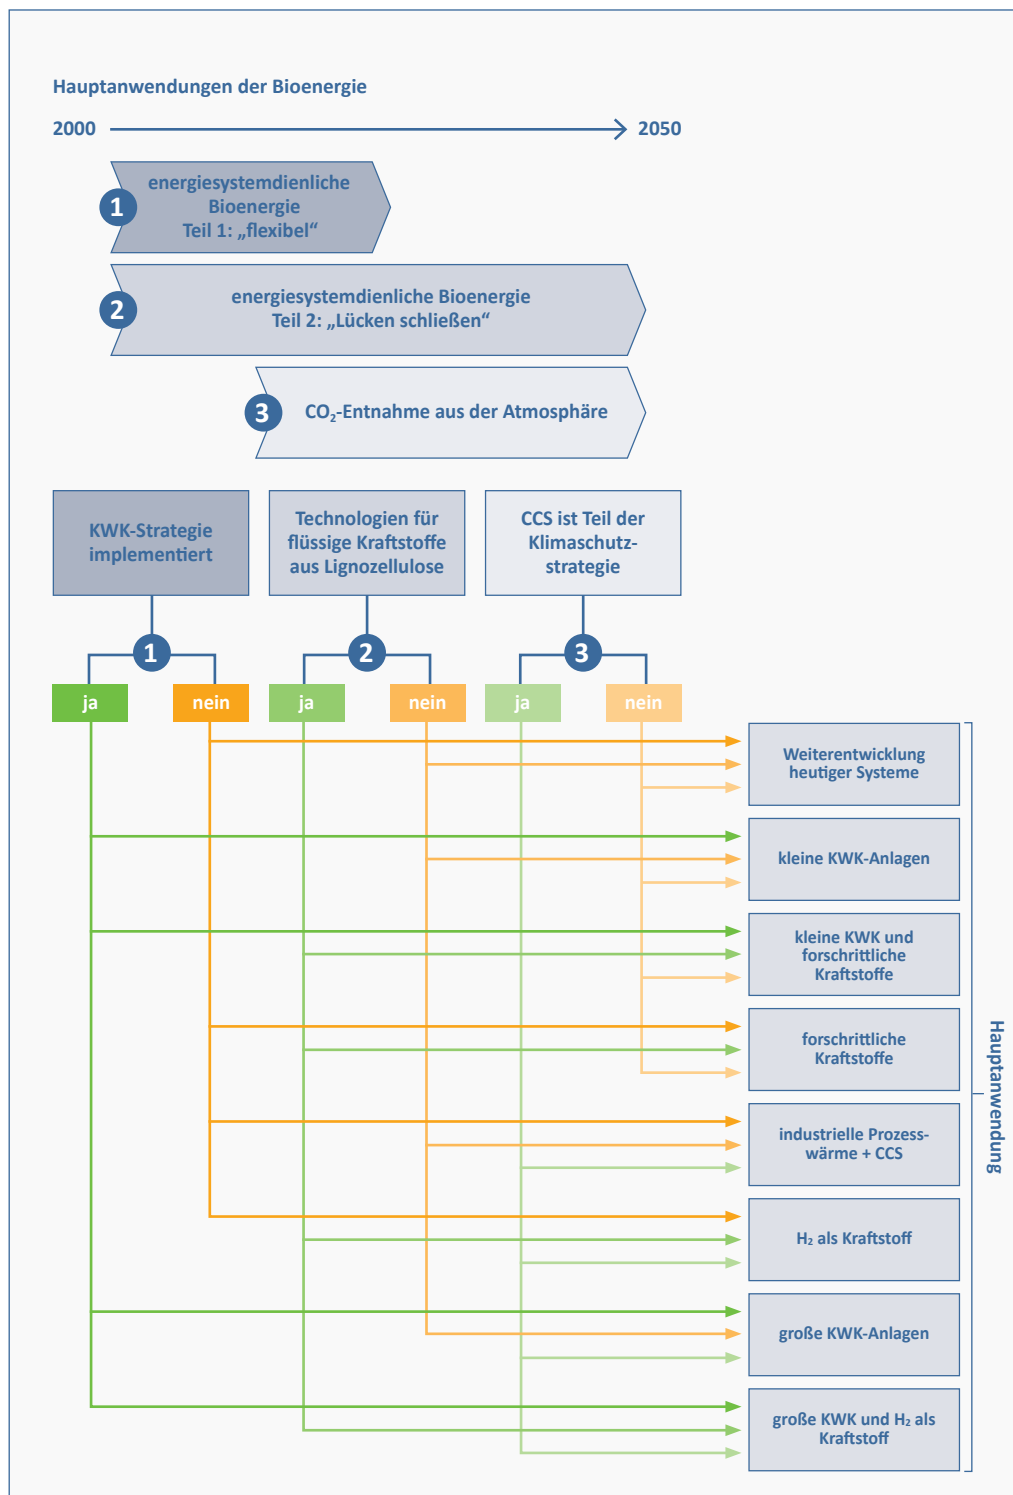 Hauptanwendungen der Bioenergie
2000
2050
1
energiesystemdienliche
Bioenergie
Teil 1: „flexibel“
2
energiesystemdienliche Bioenergie
Teil 2: „Lücken schließen“
3
CO₂-Entnahme aus der Atmosphäre
KWK-Strategie
implementiert
Technologien für
flüssige Kraftstoffe
aus Lignozellulose
CCS ist Teil der
Klimaschutz-
strategie
1
2
3
ja
nein
ja
nein
ja
nein
Weiterentwicklung
heutiger Systeme
kleine KWK-Anlagen
kleine KWK und
forschrittliche
Kraftstoffe
forschrittliche
Kraftstoffe
industrielle Prozess-
wärme + CCS
H₂ als Kraftstoff
große KWK-Anlagen
große KWK und H₂ als
Kraftstoff
Hauptanwendung